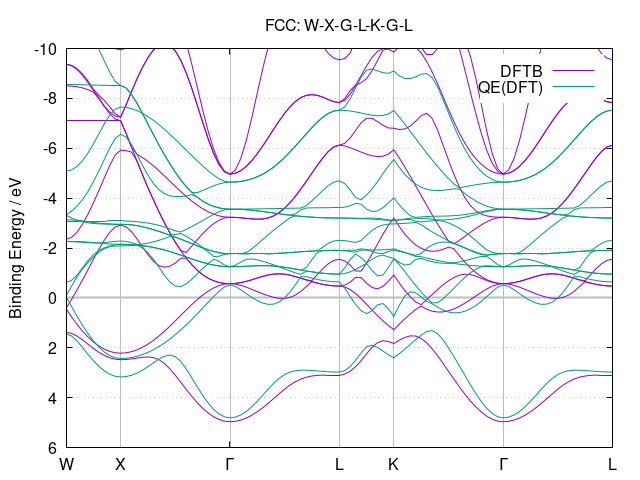 FCC: W-X-G-L-K-G-L
-10
DFTB
QE(DFT)
-8
-6
-4
-2
0
2
4
6
Binding Energy / eV
W X Γ L K Γ L